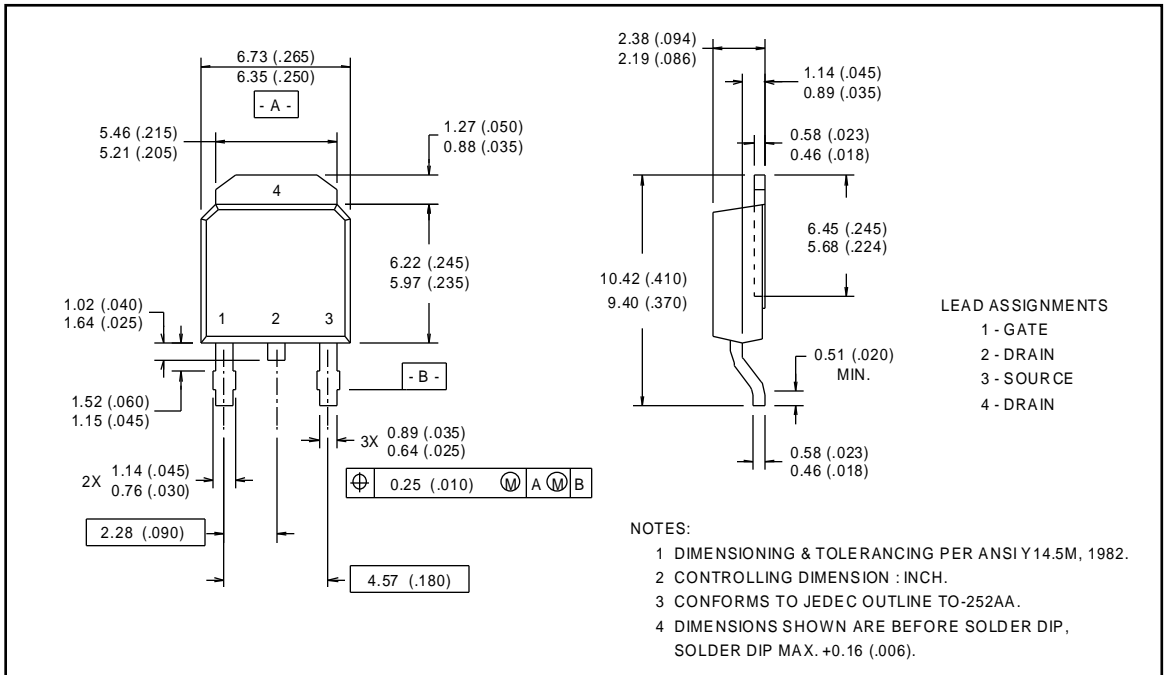 6.73 (.265)
6.35 (.250)
- A -
5.46 (.215)
5.21 (.205)
1.27 (.050)
0.88 (.035)
4
6.22 (.245)
5.97 (.235)
1.02 (.040)
1.64 (.025)
1 2 3
- B -
1.52 (.060)
1.15 (.045)
3X 0.89 (.035)
0.64 (.025)
2X 1.14 (.045)
0.76 (.030)
⌖ 0.25 (.010) Ⓜ A Ⓜ B
2.28 (.090)
4.57 (.180)
2.38 (.094)
2.19 (.086)
1.14 (.045)
0.89 (.035)
0.58 (.023)
0.46 (.018)
6.45 (.245)
5.68 (.224)
10.42 (.410)
9.40 (.370)
0.51 (.020)
MIN.
0.58 (.023)
0.46 (.018)
LEAD ASSIGNMENTS
1 - GATE
2 - DRAIN
3 - SOURCE
4 - DRAIN
NOTES:
1 DIMENSIONING & TOLERANCING PER ANSI Y14.5M, 1982.
2 CONTROLLING DIMENSION : INCH.
3 CONFORMS TO JEDEC OUTLINE TO-252AA.
4 DIMENSIONS SHOWN ARE BEFORE SOLDER DIP,
SOLDER DIP MAX. +0.16 (.006).